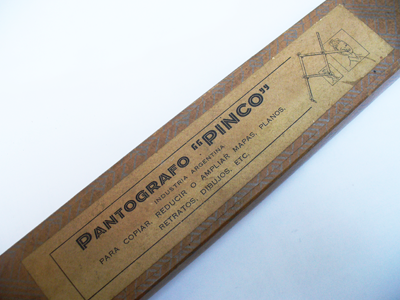 PANTOGRAFO "PINCO"
INDUSTRIA ARGENTINA
PARA COPIAR, REDUCIR O AMPLIAR MAPAS, PLANOS,
RETRATOS, DIBUJOS, ETC.